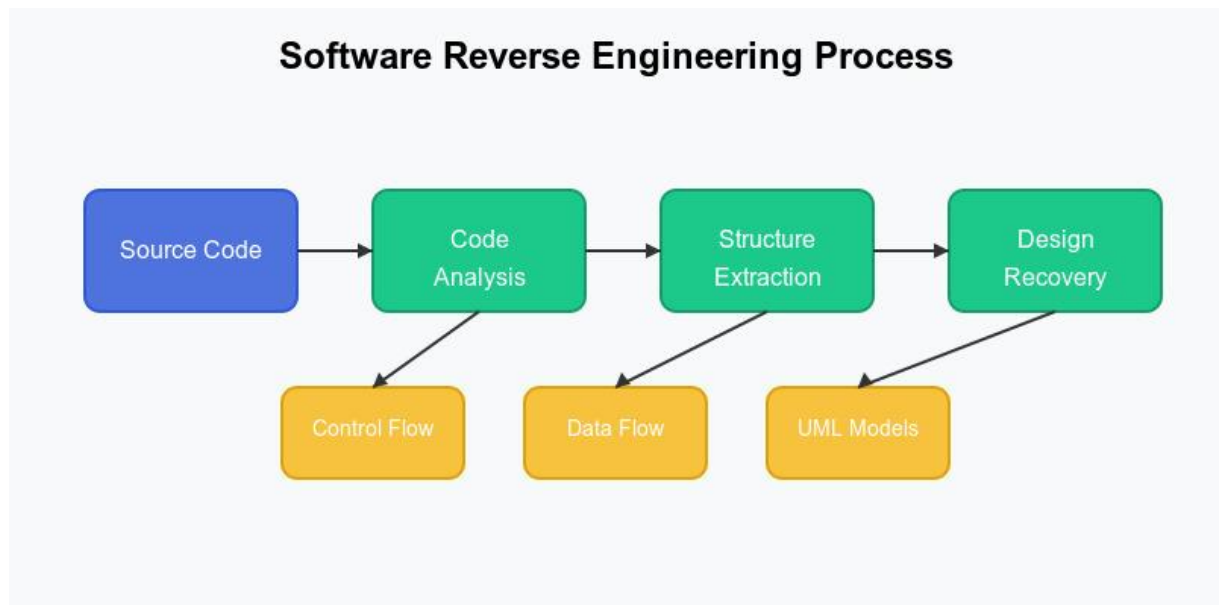 Software Reverse Engineering Process
Source Code
Code
Analysis
Structure
Extraction
Design
Recovery
Control Flow
Data Flow
UML Models